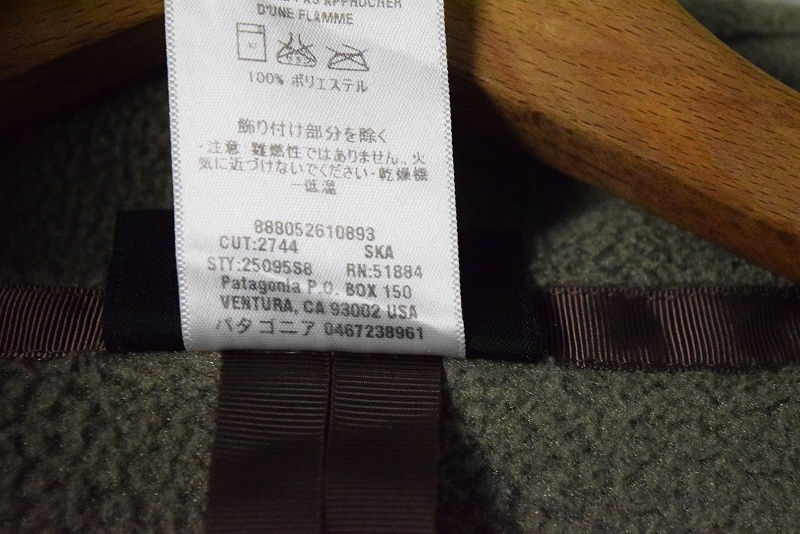 PAS APPROCHER
D'UNE FLAMME
100% ポリエステル
飾り付け部分を除く
・注意 難燃性ではありません.. 火
気に近づけないでください・乾燥機
ー低温
888052610893
CUT:2744 SKA
STY:25095S8 RN:51884
Patagonia P.O. BOX 150
VENTURA, CA 93002 USA
パタゴニア 0467238961